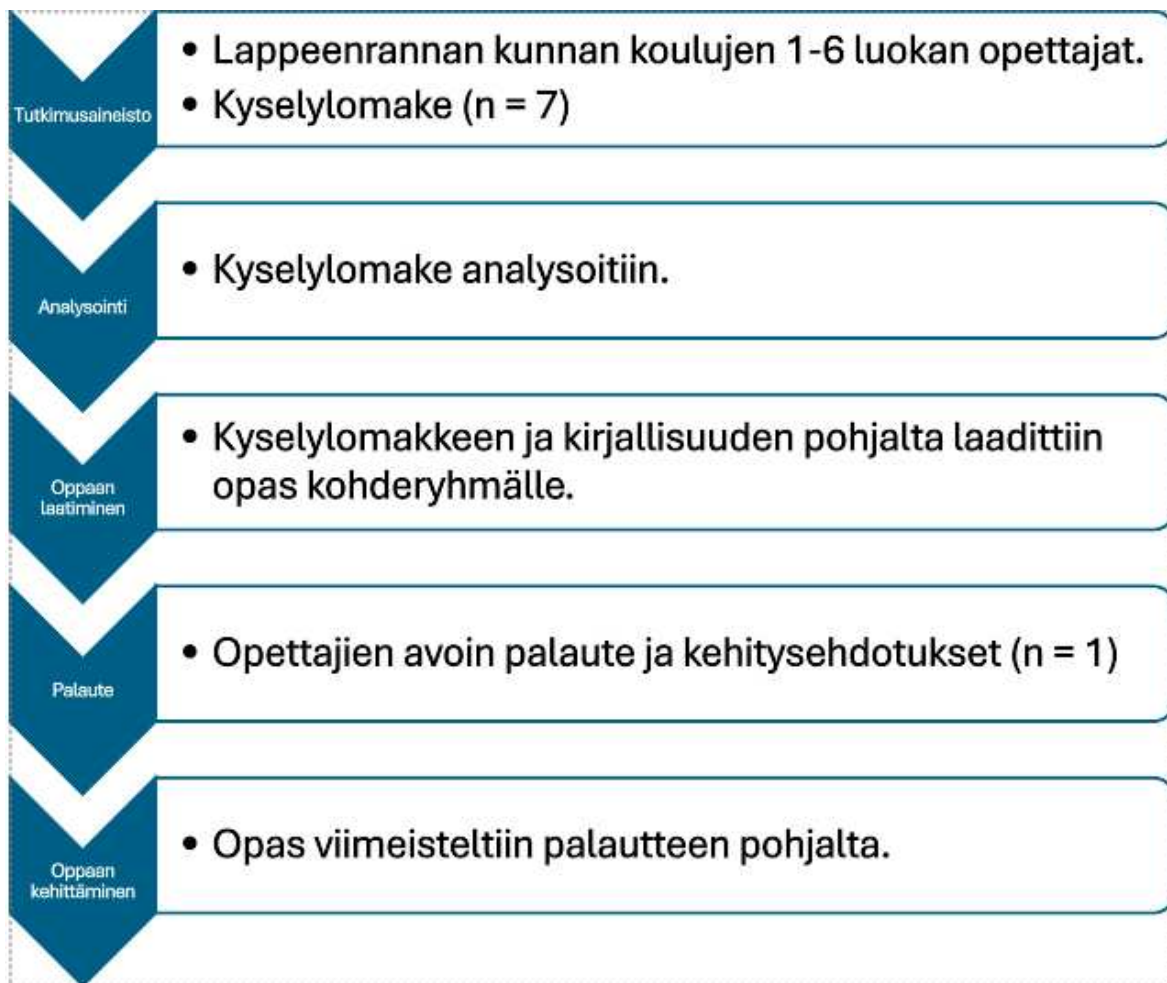 Tutkimusaineisto
• Lappeenrannan kunnan koulujen 1-6 luokan opettajat.
• Kyselylomake (n = 7)
Analysointi
• Kyselylomake analysoitiin.
Oppaan
laatiminen
• Kyselylomakkeen ja kirjallisuuden pohjalta laadittiin
opas kohderyhmälle.
Palaute
• Opettajien avoin palaute ja kehitysehdotukset (n = 1)
Oppaan
kehittäminen
• Opas viimeisteltiin palautteen pohjalta.